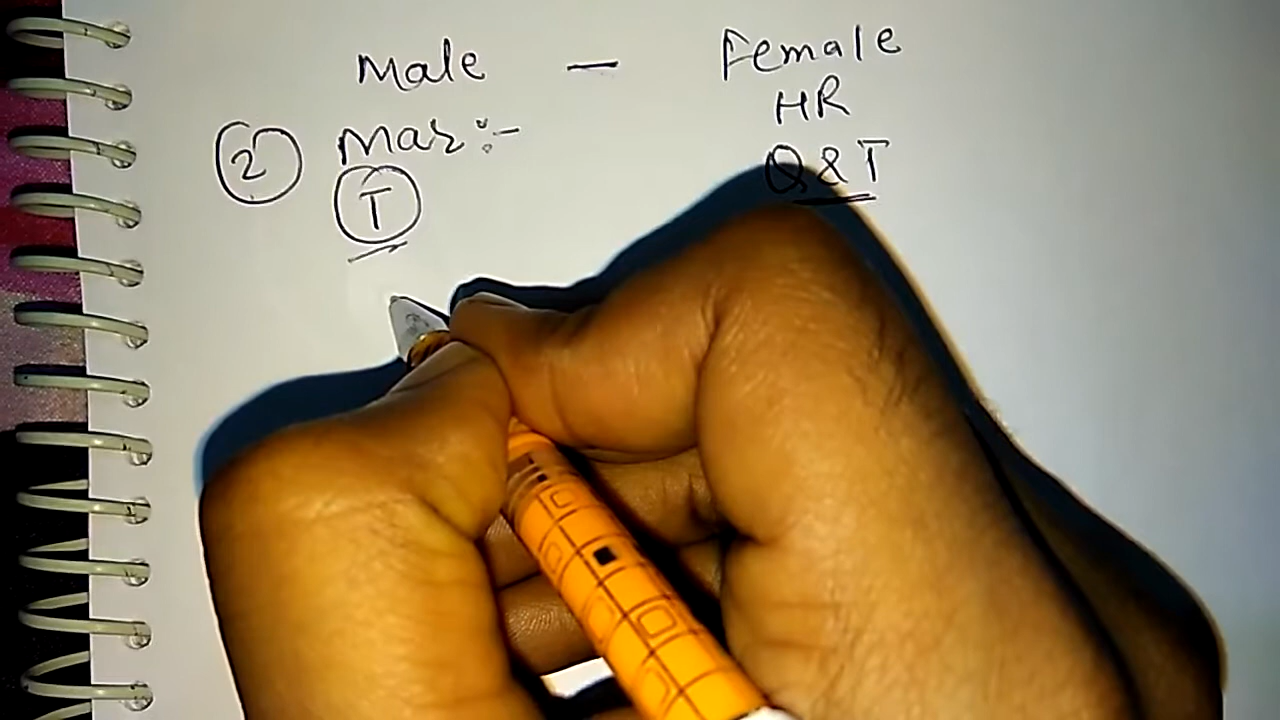 Male - Female
HR
② Mar:-
Q & T
T